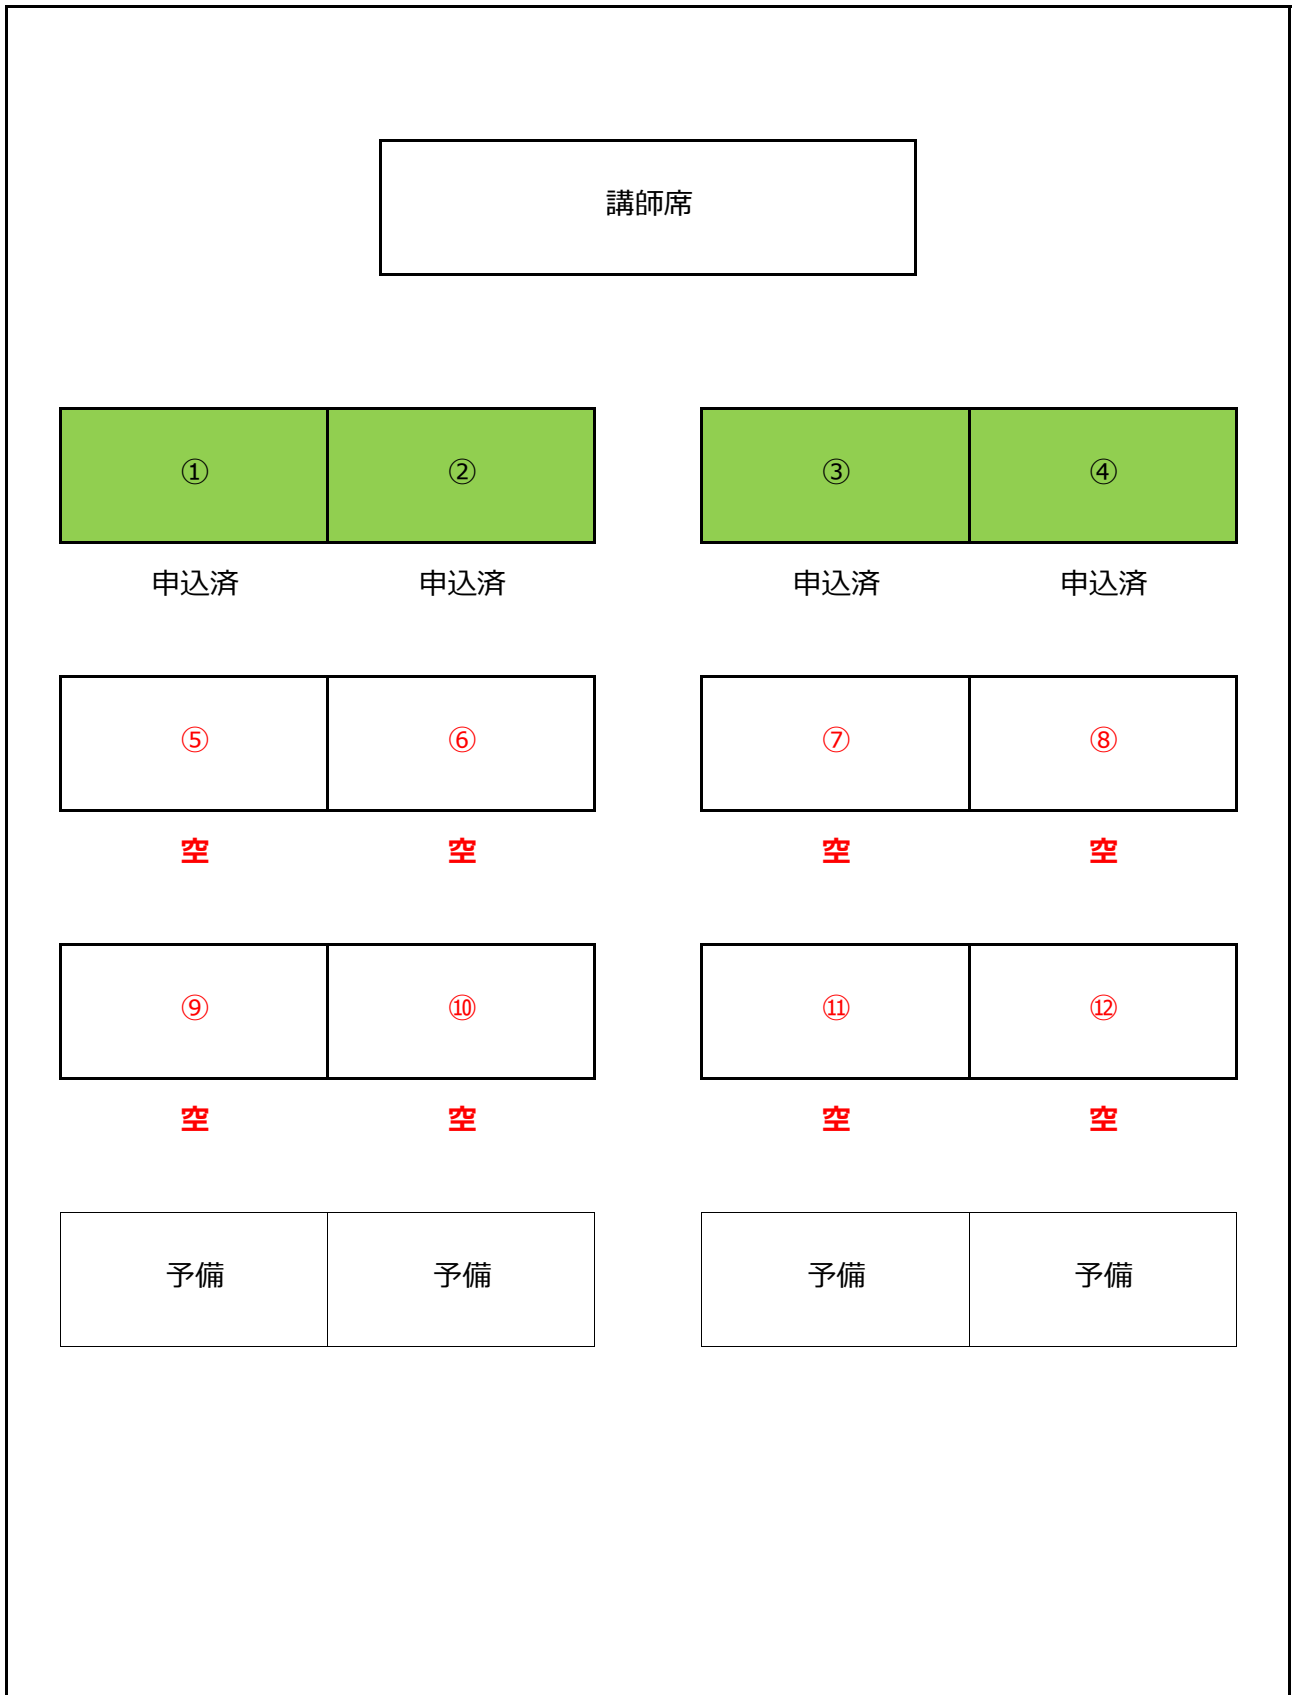 講師席
① ② ③ ④
申込済 申込済 申込済 申込済
⑤ ⑥ ⑦ ⑧
空 空 空 空
⑨ ⑩ ⑪ ⑫
空 空 空 空
予備 予備 予備 予備